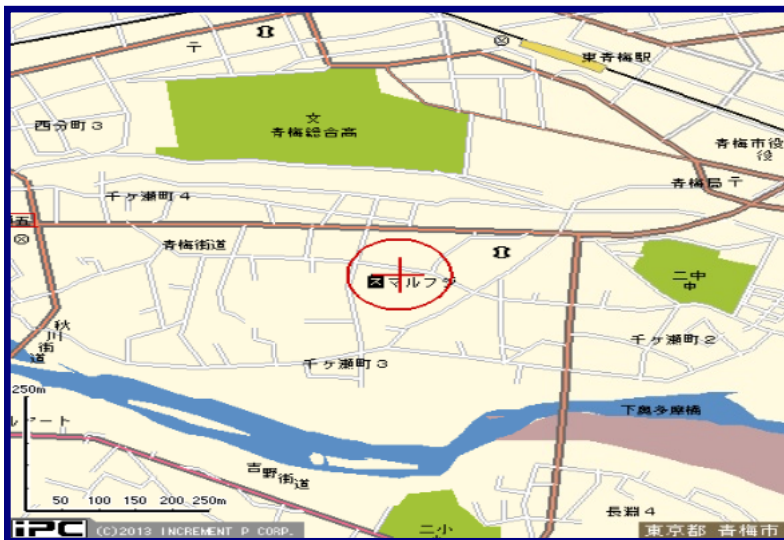 東青梅駅
西分町3
文
青梅総合高
青梅市役
役
青梅局〒
千ヶ瀬町4
五
青梅街道
スマルフジ
二中
中
秋川街道
千ヶ瀬町2
千ヶ瀬町3
250m
下奥多摩橋
吉野街道
50 100 150 200 250m
長淵4
二小
iPC (C)2013 INCREMENT P CORP.
東京都 青梅市